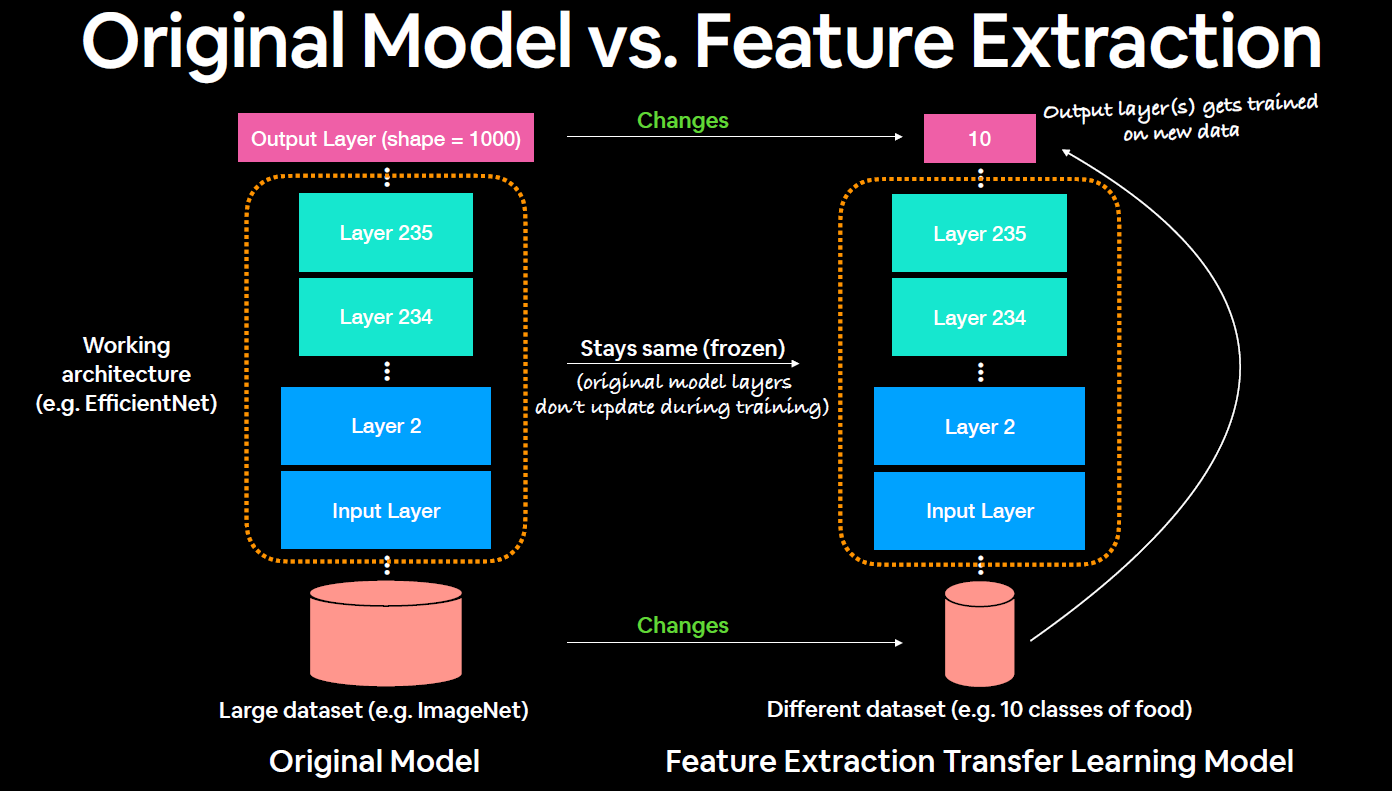 Original Model vs. Feature Extraction
Output Layer (shape = 1000)
Changes
10
Output layer(s) gets trained
on new data
Layer 235
Layer 234
Layer 2
Input Layer
Working
architecture
(e.g. EfficientNet)
Stays same (frozen)
(original model layers
don't update during training)
Layer 235
Layer 234
Layer 2
Input Layer
Changes
Large dataset (e.g. ImageNet)
Different dataset (e.g. 10 classes of food)
Original Model
Feature Extraction Transfer Learning Model